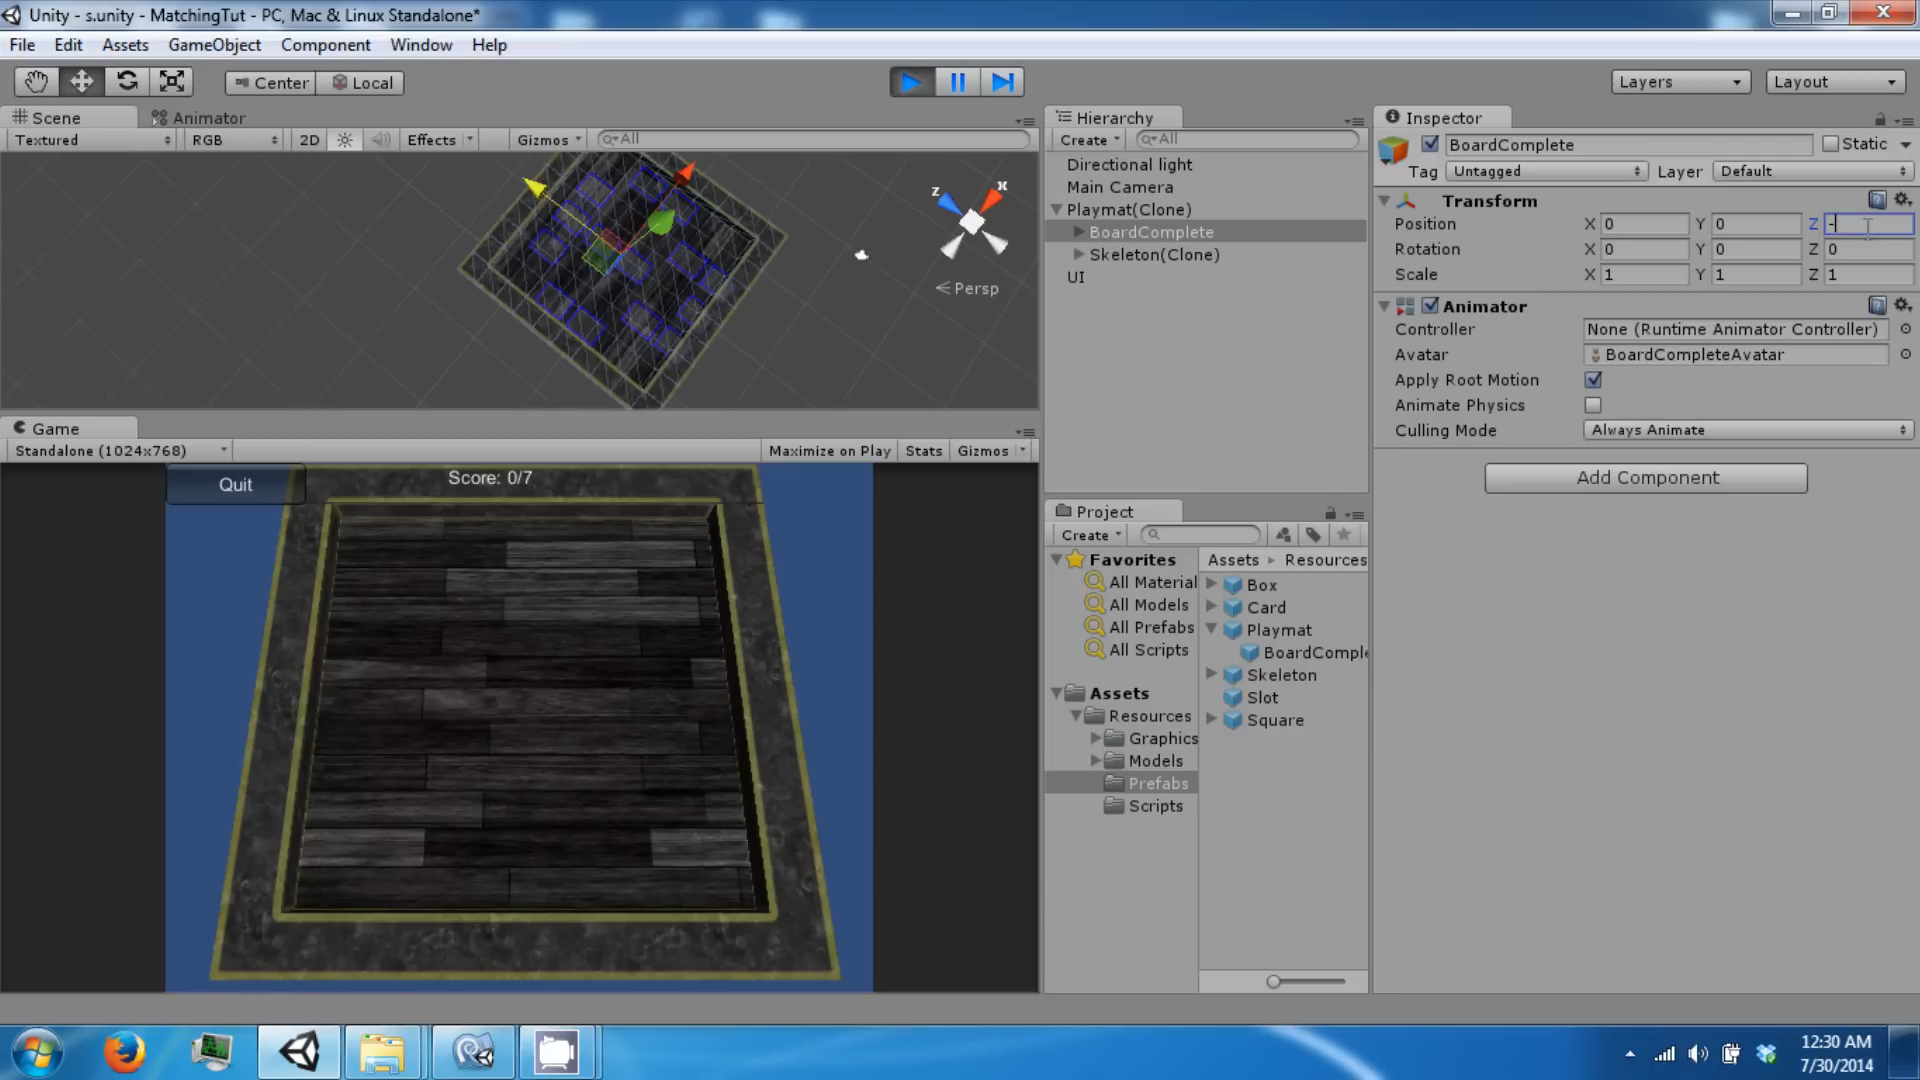 Unity - s.unity - MatchingTut - PC, Mac & Linux Standalone*
File Edit Assets GameObject Component Window Help
Center Local Layers Layout
Scene Animator
Textured RGB 2D Effects Gizmos All
z x
Persp
Game
Standalone (1024x768) Maximize on Play Stats Gizmos
Quit Score: 0/7
Hierarchy
Create All
Directional light
Main Camera
Playmat(Clone)
BoardComplete
Skeleton(Clone)
UI
Project
Create
Favorites
All Material
All Models
All Prefabs
All Scripts
Assets
Resources
Graphics
Models
Prefabs
Scripts
Assets Resources
Box
Card
Playmat
BoardComple
Skeleton
Slot
Square
Inspector
BoardComplete Static
Tag Untagged Layer Default
Transform
Position X 0 Y 0 Z -
Rotation X 0 Y 0 Z 0
Scale X 1 Y 1 Z 1
Animator
Controller None (Runtime Animator Controller)
Avatar BoardCompleteAvatar
Apply Root Motion
Animate Physics
Culling Mode Always Animate
Add Component
12:30 AM
7/30/2014